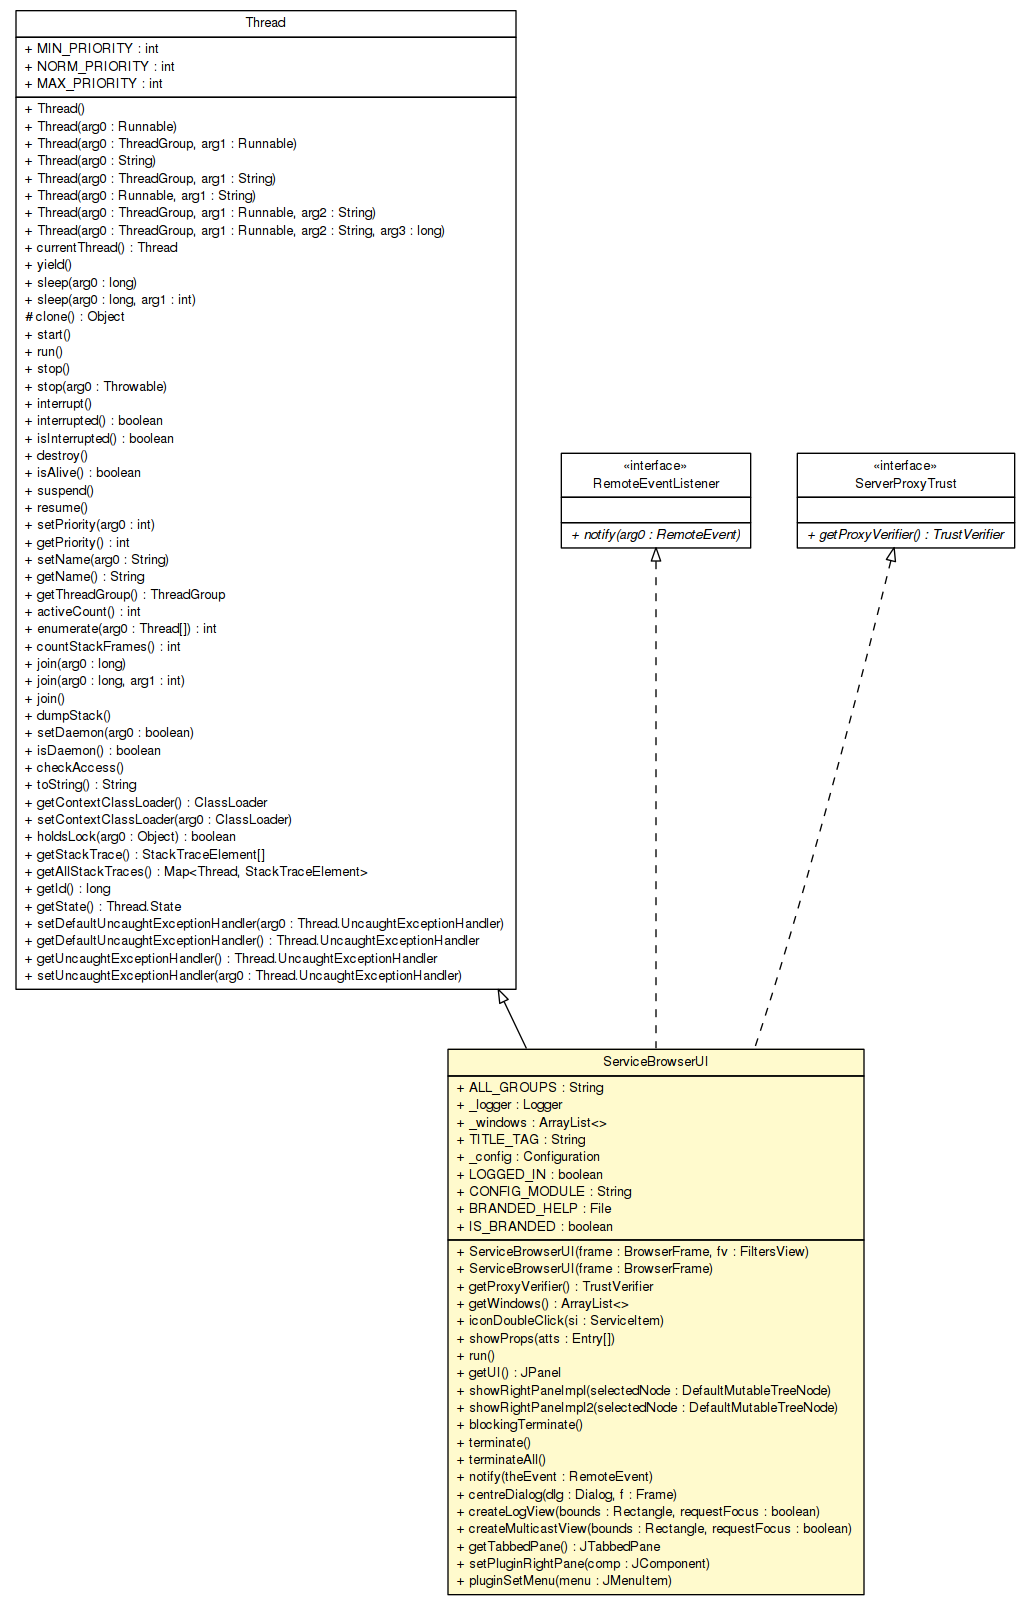 Thread
+ MIN_PRIORITY : int
+ NORM_PRIORITY : int
+ MAX_PRIORITY : int
+ Thread()
+ Thread(arg0 : Runnable)
+ Thread(arg0 : ThreadGroup, arg1 : Runnable)
+ Thread(arg0 : String)
+ Thread(arg0 : ThreadGroup, arg1 : String)
+ Thread(arg0 : Runnable, arg1 : String)
+ Thread(arg0 : ThreadGroup, arg1 : Runnable, arg2 : String)
+ Thread(arg0 : ThreadGroup, arg1 : Runnable, arg2 : String, arg3 : long)
+ currentThread() : Thread
+ yield()
+ sleep(arg0 : long)
+ sleep(arg0 : long, arg1 : int)
# clone() : Object
+ start()
+ run()
+ stop()
+ stop(arg0 : Throwable)
+ interrupt()
+ interrupted() : boolean
+ isInterrupted() : boolean
+ destroy()
+ isAlive() : boolean
+ suspend()
+ resume()
+ setPriority(arg0 : int)
+ getPriority() : int
+ setName(arg0 : String)
+ getName() : String
+ getThreadGroup() : ThreadGroup
+ activeCount() : int
+ enumerate(arg0 : Thread[]) : int
+ countStackFrames() : int
+ join(arg0 : long)
+ join(arg0 : long, arg1 : int)
+ join()
+ dumpStack()
+ setDaemon(arg0 : boolean)
+ isDaemon() : boolean
+ checkAccess()
+ toString() : String
+ getContextClassLoader() : ClassLoader
+ setContextClassLoader(arg0 : ClassLoader)
+ holdsLock(arg0 : Object) : boolean
+ getStackTrace() : StackTraceElement[]
+ getAllStackTraces() : Map<Thread, StackTraceElement>
+ getId() : long
+ getState() : Thread.State
+ setDefaultUncaughtExceptionHandler(arg0 : Thread.UncaughtExceptionHandler)
+ getDefaultUncaughtExceptionHandler() : Thread.UncaughtExceptionHandler
+ getUncaughtExceptionHandler() : Thread.UncaughtExceptionHandler
+ setUncaughtExceptionHandler(arg0 : Thread.UncaughtExceptionHandler)
«interface»
RemoteEventListener
+ notify(arg0 : RemoteEvent)
«interface»
ServerProxyTrust
+ getProxyVerifier() : TrustVerifier
ServiceBrowserUI
+ ALL_GROUPS : String
+ _logger : Logger
+ _windows : ArrayList<>
+ TITLE_TAG : String
+ _config : Configuration
+ LOGGED_IN : boolean
+ CONFIG_MODULE : String
+ BRANDED_HELP : File
+ IS_BRANDED : boolean
+ ServiceBrowserUI(frame : BrowserFrame, fv : FiltersView)
+ ServiceBrowserUI(frame : BrowserFrame)
+ getProxyVerifier() : TrustVerifier
+ getWindows() : ArrayList<>
+ iconDoubleClick(si : ServiceItem)
+ showProps(atts : Entry[])
+ run()
+ getUI() : JPanel
+ showRightPaneImpl(selectedNode : DefaultMutableTreeNode)
+ showRightPaneImpl2(selectedNode : DefaultMutableTreeNode)
+ blockingTerminate()
+ terminate()
+ terminateAll()
+ notify(theEvent : RemoteEvent)
+ centreDialog(dlg : Dialog, f : Frame)
+ createLogView(bounds : Rectangle, requestFocus : boolean)
+ createMulticastView(bounds : Rectangle, requestFocus : boolean)
+ getTabbedPane() : JTabbedPane
+ setPluginRightPane(comp : JComponent)
+ pluginSetMenu(menu : JMenuItem)